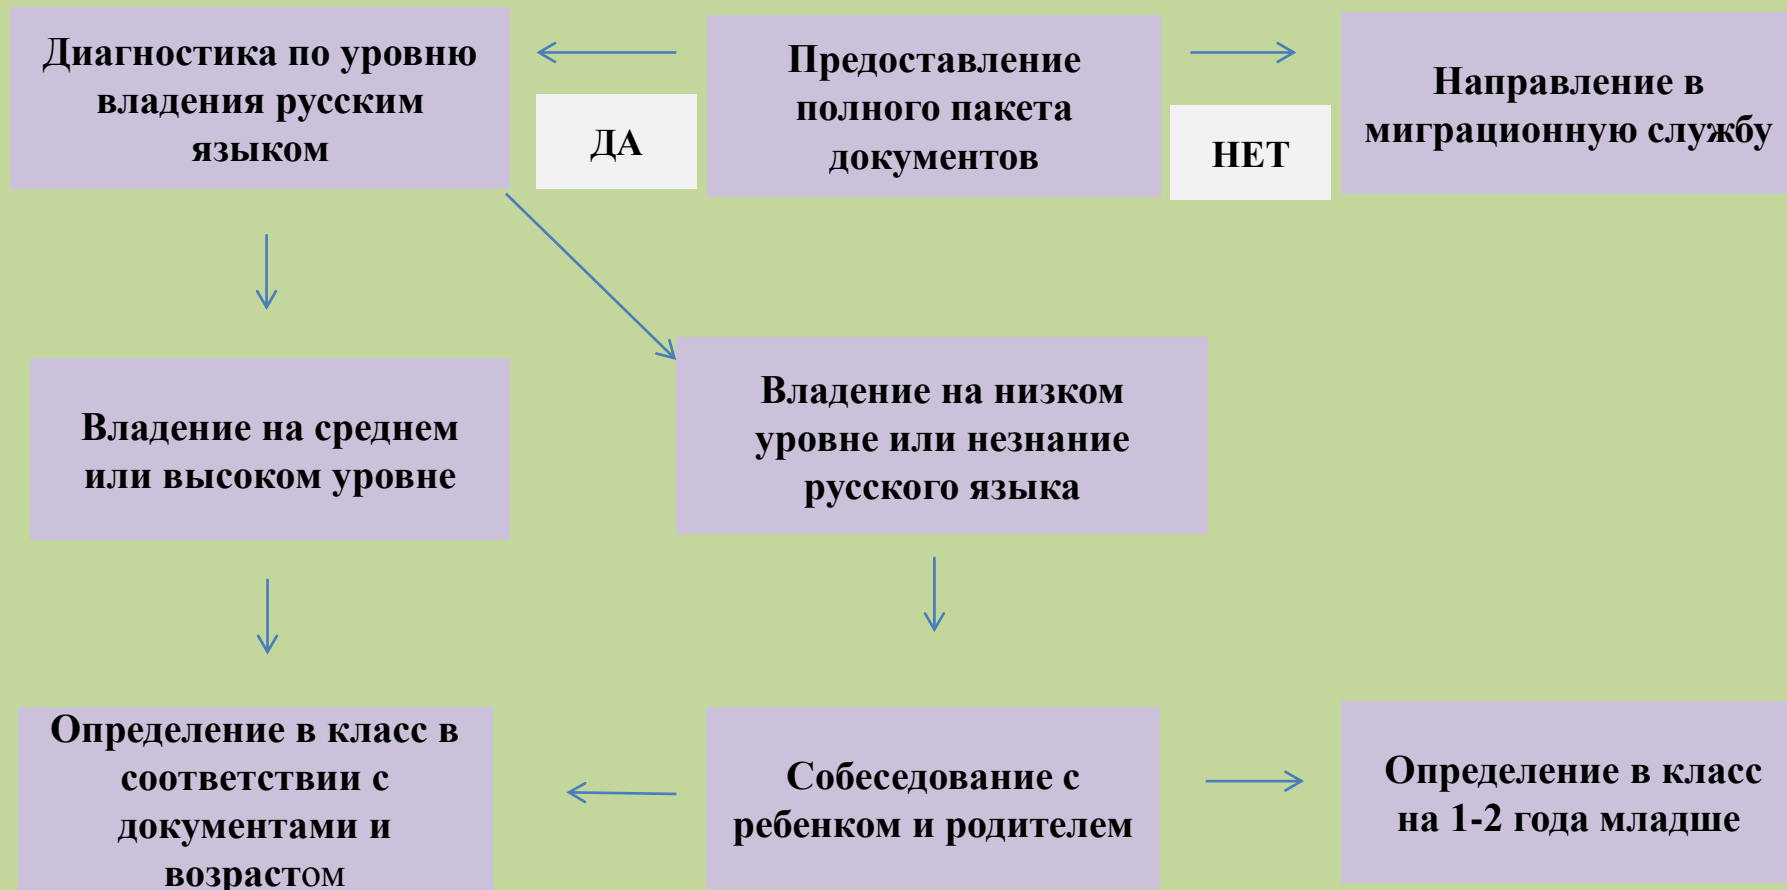 Диагностика по уровню
владения русским
языком
ДА
Предоставление
полного пакета
документов
НЕТ
Направление в
миграционную службу
Владение на среднем
или высоком уровне
Владение на низком
уровне или незнание
русского языка
Определение в класс в
соответствии с
документами и
возрастом
Собеседование с
ребенком и родителем
Определение в класс
на 1-2 года младше